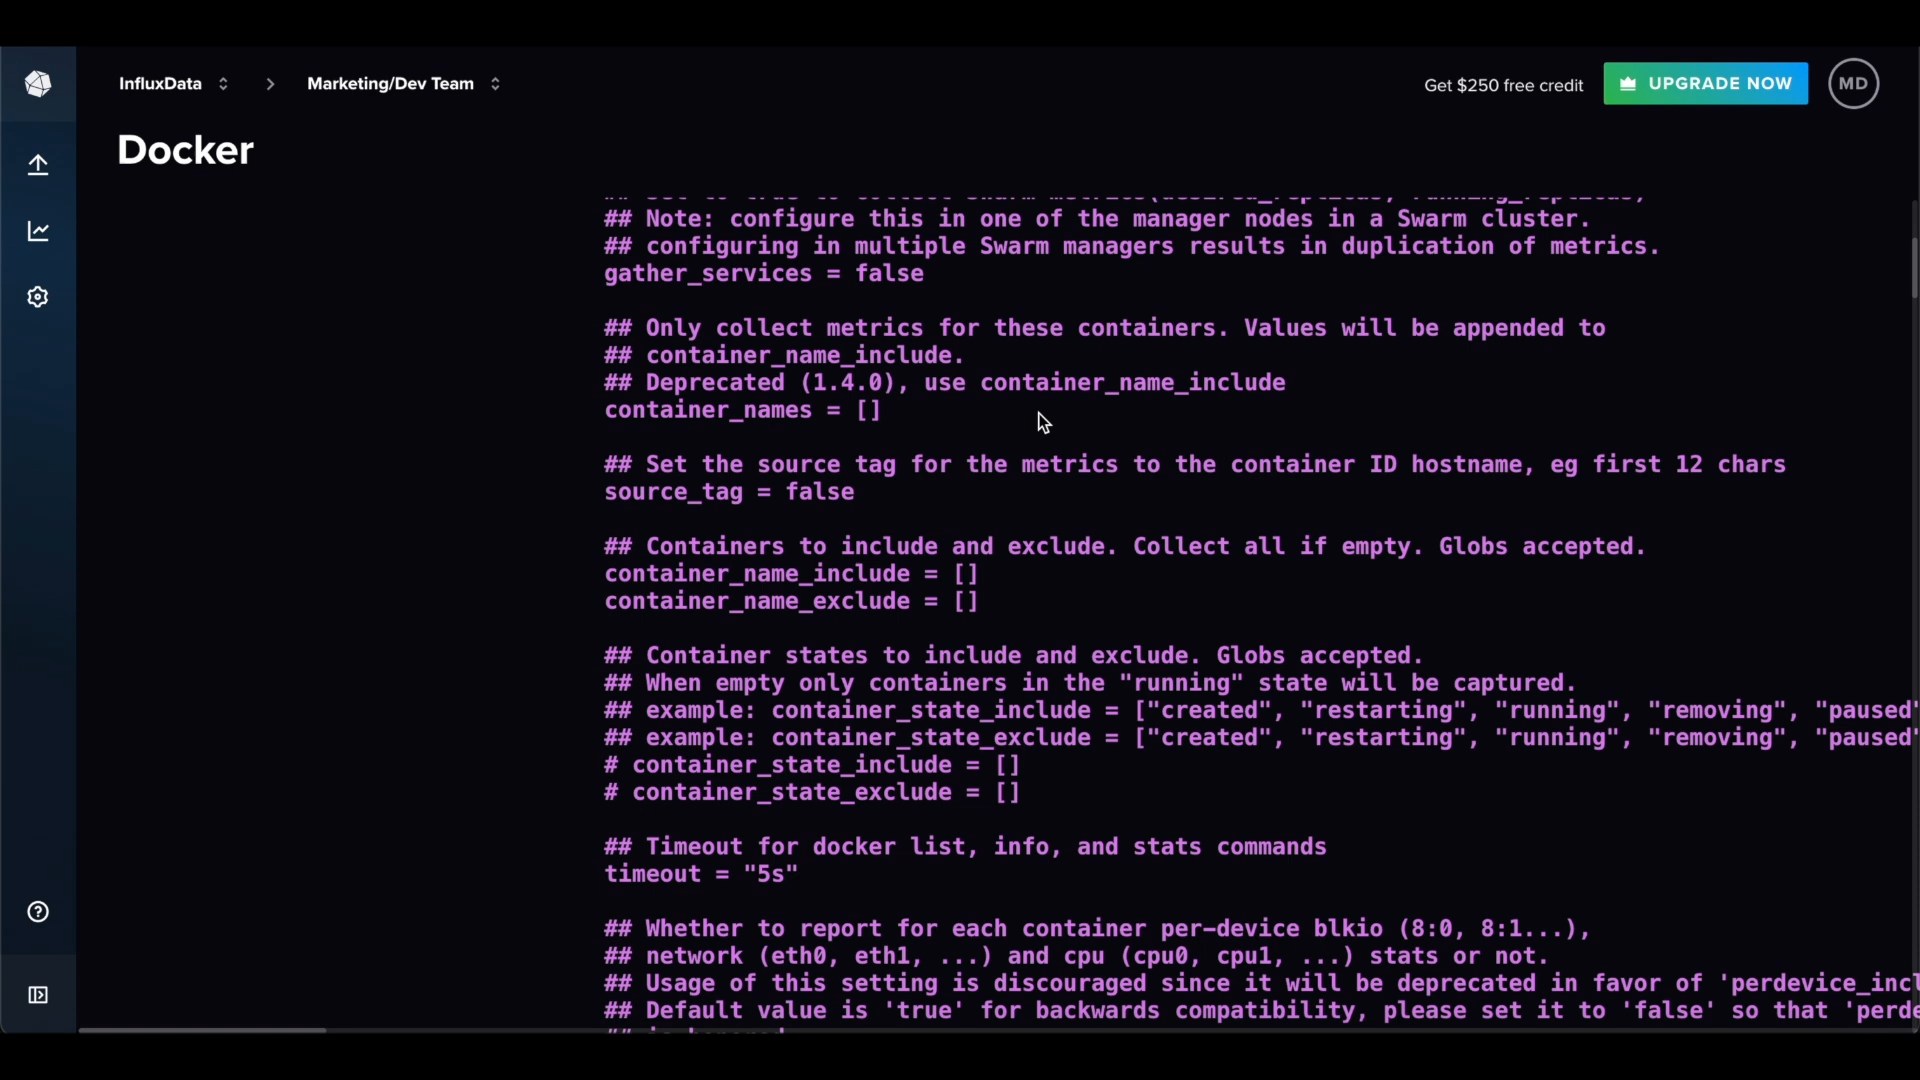 InfluxData
Marketing/Dev Team
Get $250 free credit
UPGRADE NOW
MD
Docker
## Set to true to collect Swarm metrics(desired_replicas, running_replicas)
## Note: configure this in one of the manager nodes in a Swarm cluster.
## configuring in multiple Swarm managers results in duplication of metrics.
gather_services = false
## Only collect metrics for these containers. Values will be appended to
## container_name_include.
## Deprecated (1.4.0), use container_name_include
container_names = []
## Set the source tag for the metrics to the container ID hostname, eg first 12 chars
source_tag = false
## Containers to include and exclude. Collect all if empty. Globs accepted.
container_name_include = []
container_name_exclude = []
## Container states to include and exclude. Globs accepted.
## When empty only containers in the "running" state will be captured.
## example: container_state_include = ["created", "restarting", "running", "removing", "paused"
## example: container_state_exclude = ["created", "restarting", "running", "removing", "paused"
# container_state_include = []
# container_state_exclude = []
## Timeout for docker list, info, and stats commands
timeout = "5s"
## Whether to report for each container per-device blkio (8:0, 8:1...),
## network (eth0, eth1, ...) and cpu (cpu0, cpu1, ...) stats or not.
## Usage of this setting is discouraged since it will be deprecated in favor of 'perdevice_incl
## Default value is 'true' for backwards compatibility, please set it to 'false' so that 'perde